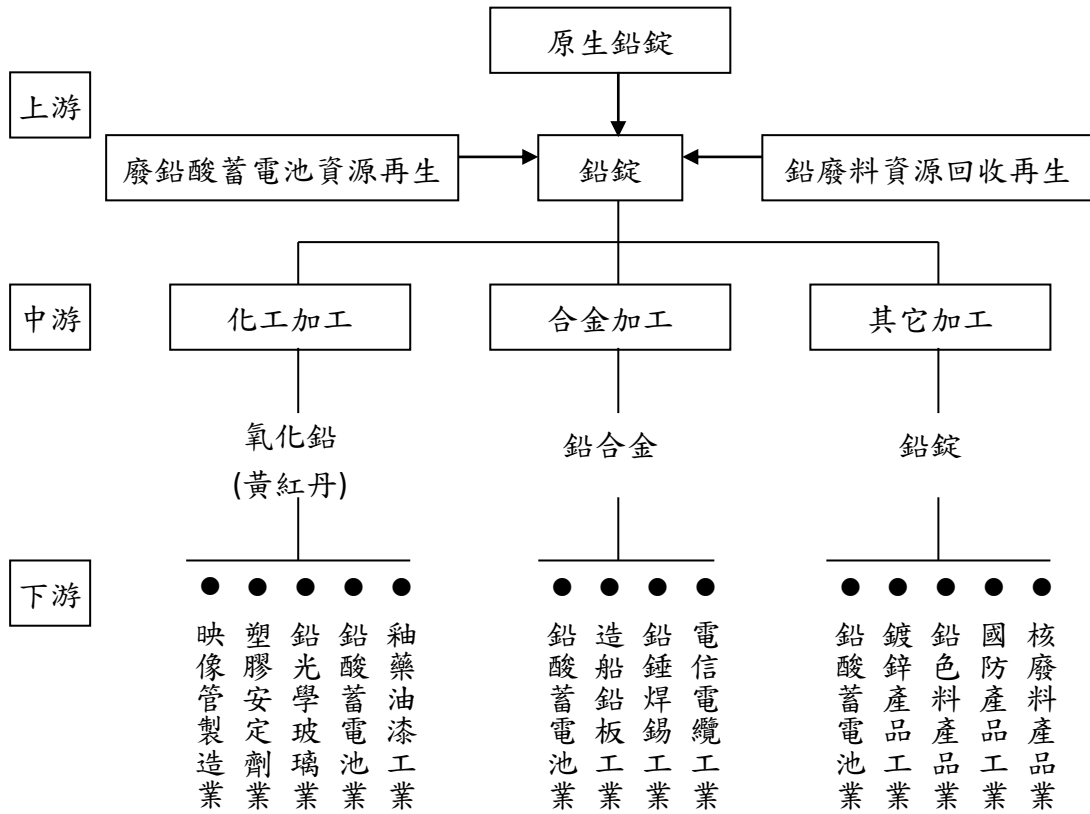 原生鉛錠
上游
廢鉛酸蓄電池資源再生
鉛錠
鉛廢料資源回收再生
中游
化工加工
合金加工
其它加工
氧化鉛
(黃紅丹)
鉛合金
鉛錠
下游
● ● ● ● ●
● ● ● ●
● ● ● ● ●
映像管製造業
塑膠安定劑業
鉛光學玻璃業
鉛酸蓄電池業
釉藥油漆工業
鉛酸蓄電池業
造船鉛板工業
鉛錘焊錫工業
電信電纜工業
鉛酸蓄電池業
鍍鋅產品工業
鉛色料產品業
國防產品工業
核廢料產品業